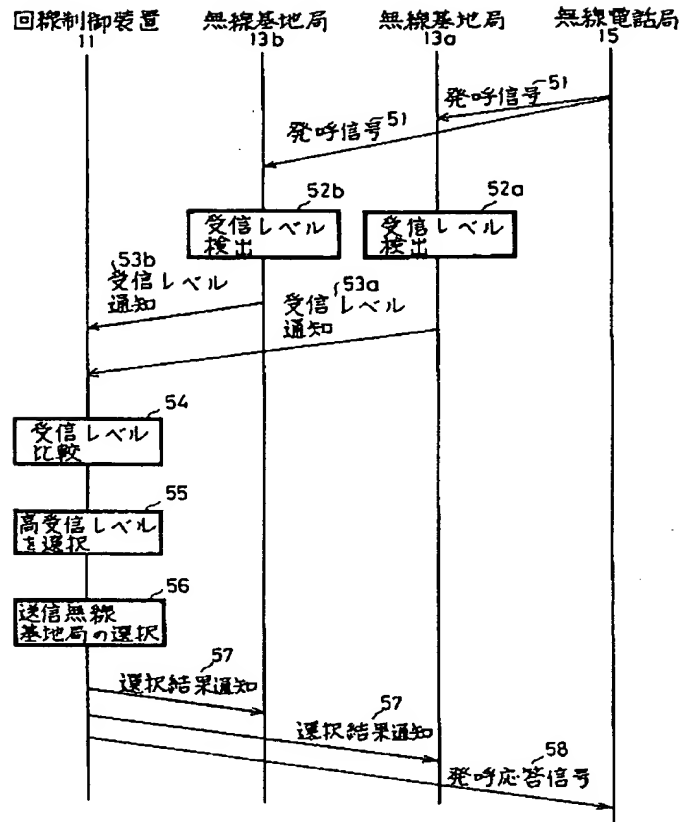 回線制御装置
11
無線基地局
13b
無線基地局
13a
無線電話局
15
発呼信号 51
発呼信号 51
52b
受信レベル
検出
52a
受信レベル
検出
53b
受信レベル
通知
53a
受信レベル
通知
54
受信レベル
比較
55
高受信レベル
を選択
56
送信無線
基地局の選択
57
選択結果通知
57
選択結果通知
58
発呼応答信号